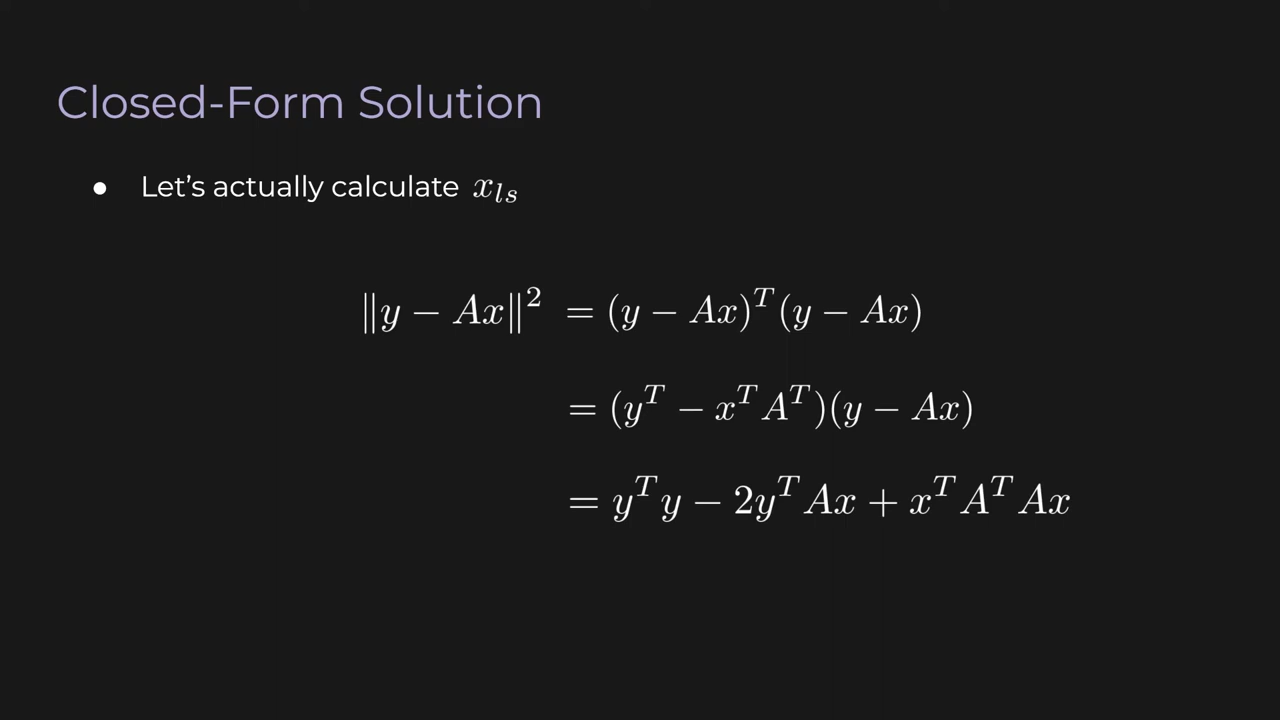 Closed-Form Solution
● Let's actually calculate $x_{ls}$
$\|y - Ax\|^2 = (y - Ax)^T(y - Ax)$
$= (y^T - x^T A^T)(y - Ax)$
$= y^T y - 2y^T Ax + x^T A^T Ax$